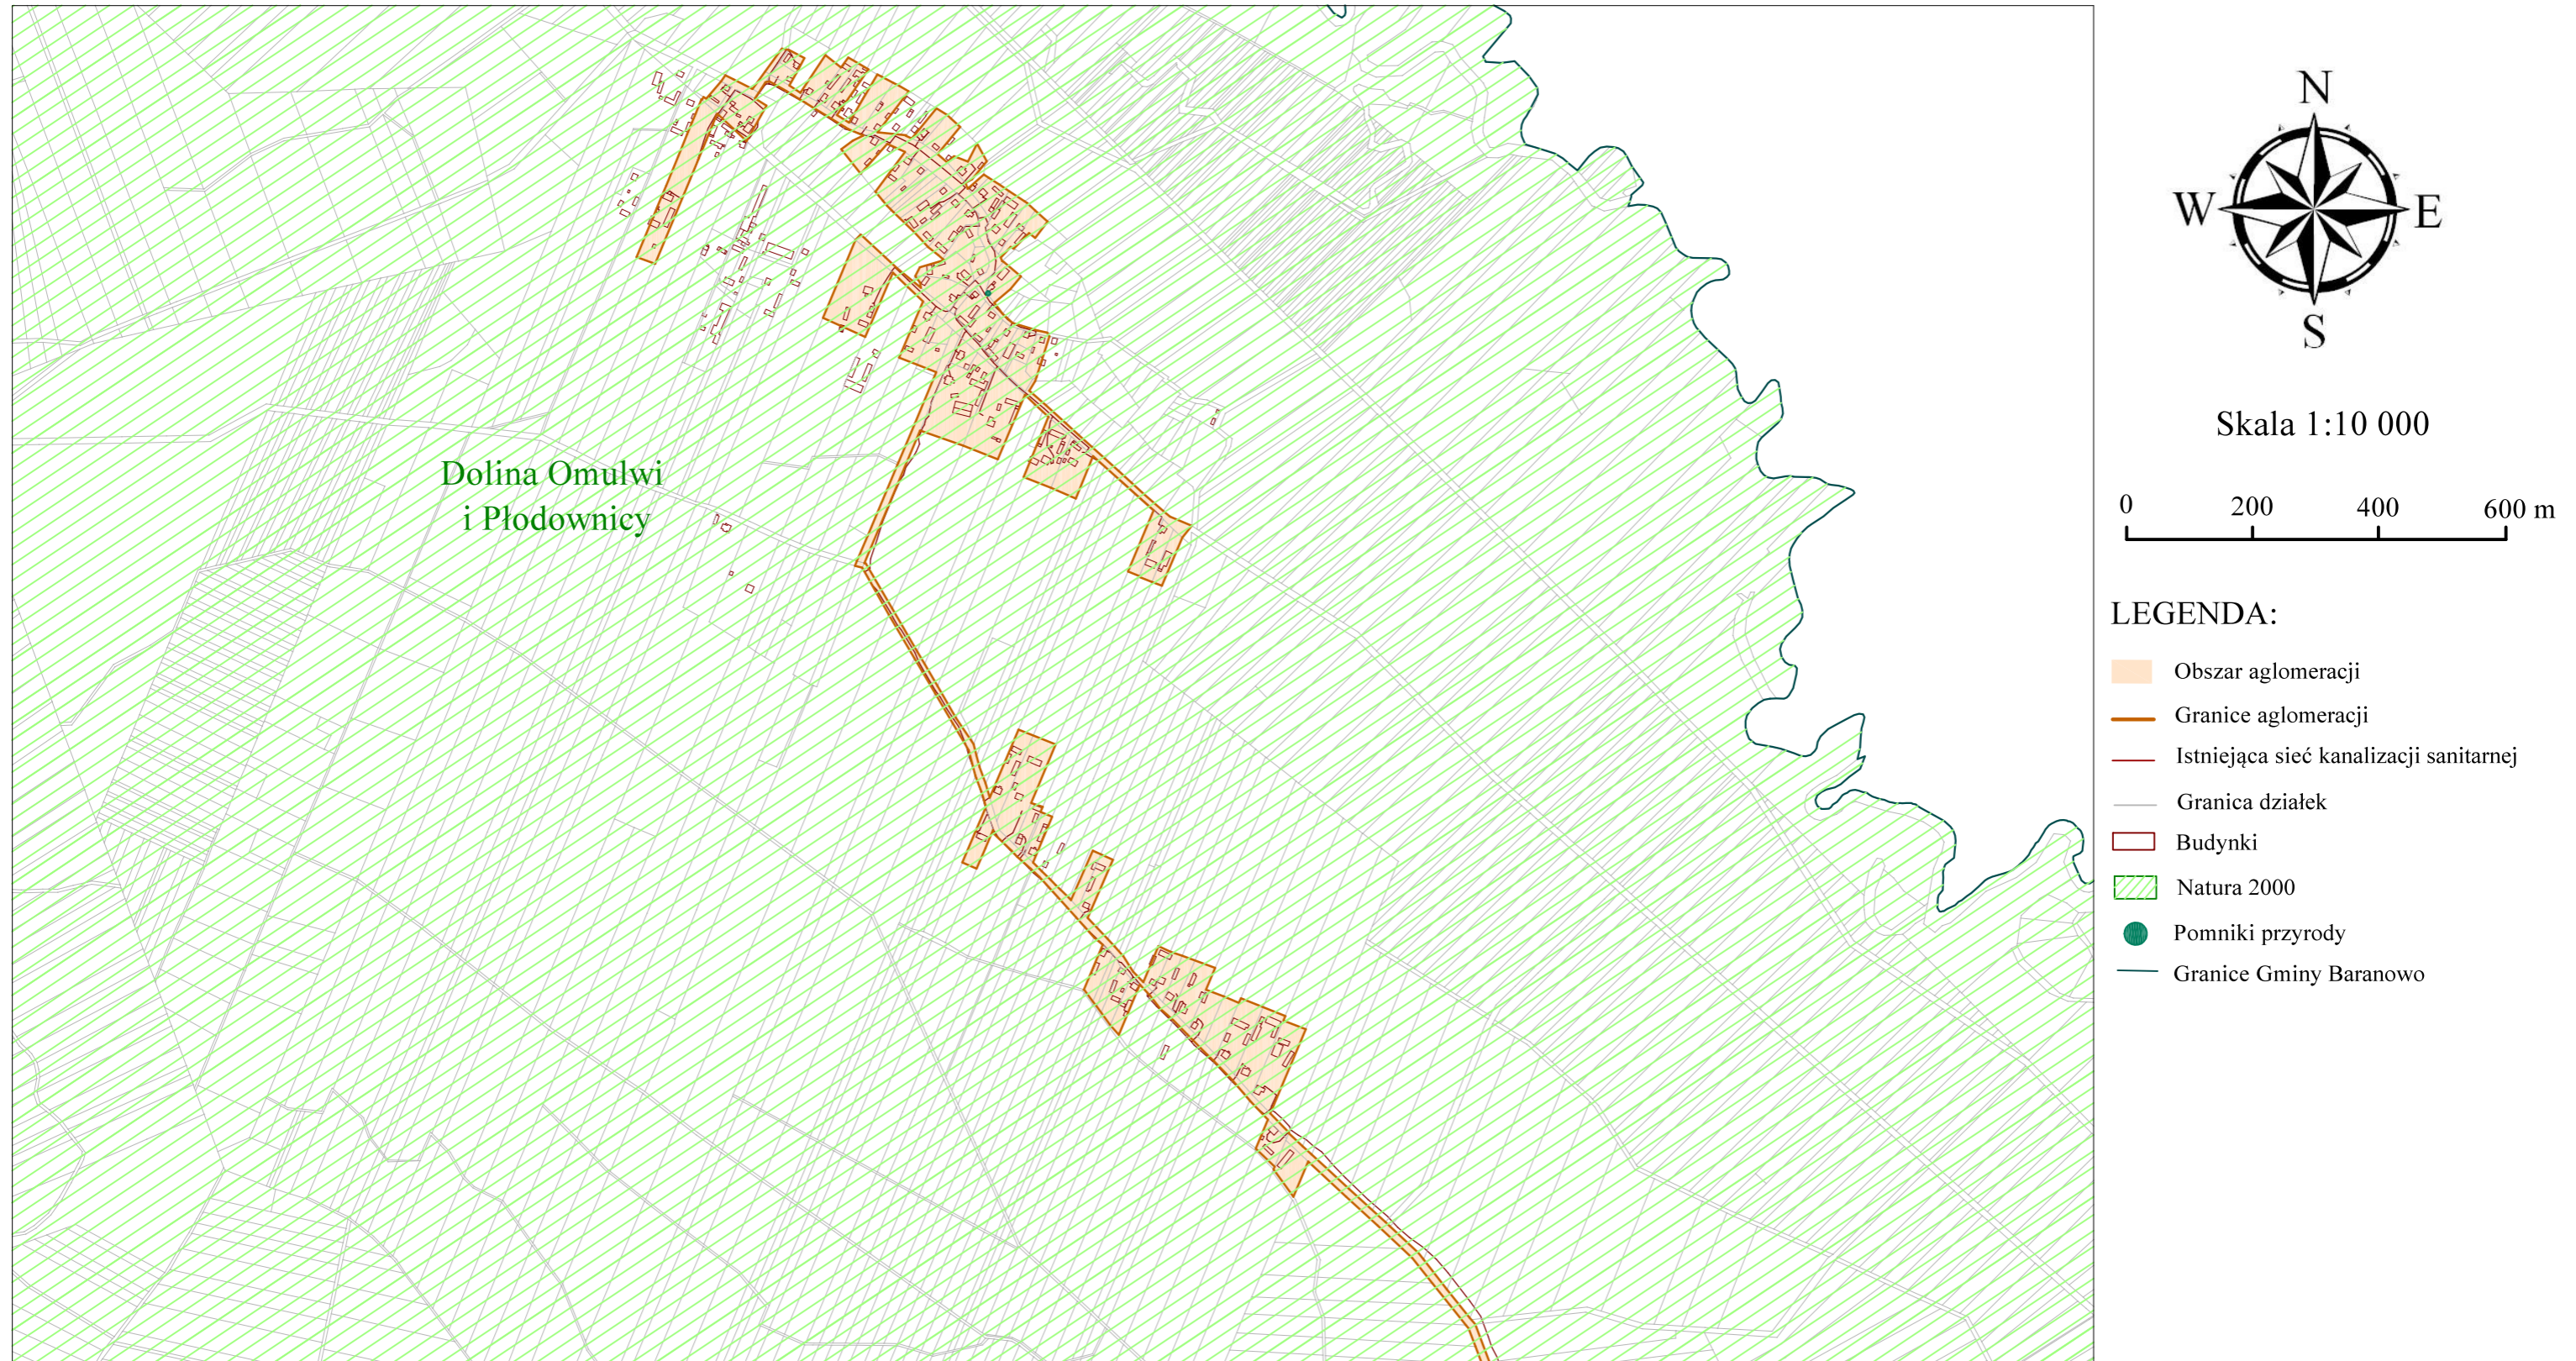 Dolina Omulwi
i Płodownicy
N
W
E
S
Skala 1:10 000
0 200 400 600 m
LEGENDA:
Obszar aglomeracji
Granice aglomeracji
Istniejąca sieć kanalizacji sanitarnej
Granica działek
Budynki
Natura 2000
Pomniki przyrody
Granice Gminy Baranowo